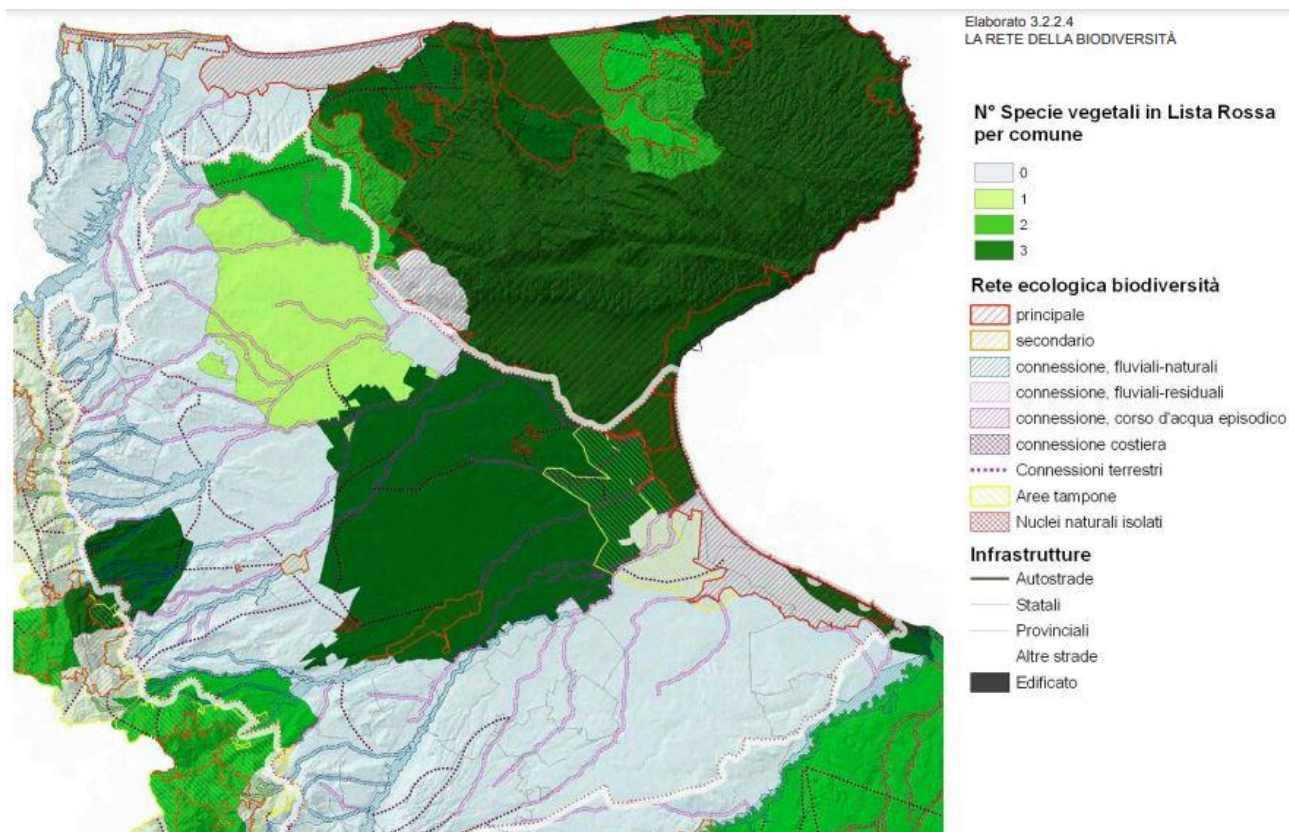 Elaborato 3.2.2.4
LA RETE DELLA BIODIVERSITÀ
N° Specie vegetali in Lista Rossa
per comune
0
1
2
3
Rete ecologica biodiversità
principale
secondario
connessione, fluviali-naturali
connessione, fluviali-residuali
connessione, corso d'acqua episodico
connessione costiera
Connessioni terrestri
Aree tampone
Nuclei naturali isolati
Infrastrutture
Autostrade
Statali
Provinciali
Altre strade
Edificato